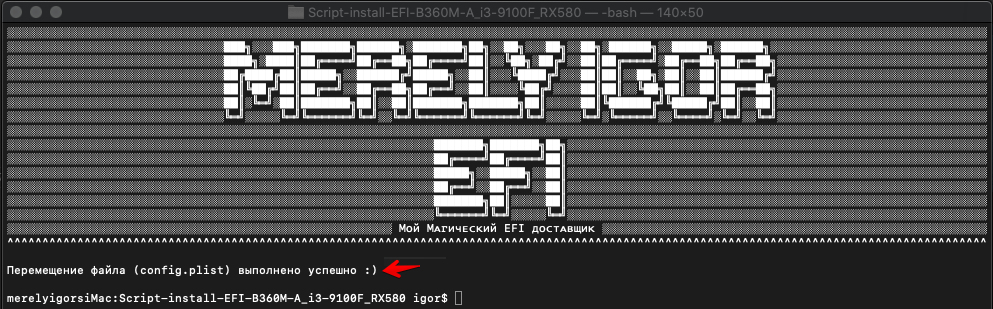 Script-install-EFI-B360M-A_i3-9100F_RX580 — -bash — 140×50
MERELY IGOR
EFI
Мой Магический EFI доставщик
^^^^^^^^^^^^^^^^^^^^^^^^^^^^^^^^^^^^^^^^^^^^^^^^^^^^^^^^^^^^^^^^^^^^^^^^^^^^^^^^^^^^^^^^^^^^^^^^^^^^^^^^^^^^^^^^^^^^^^^^^^^^^^^^^^^^^^^^^^^^
Перемещение файла (config.plist) выполнено успешно :)
merelyigorsiMac:Script-install-EFI-B360M-A_i3-9100F_RX580 igor$